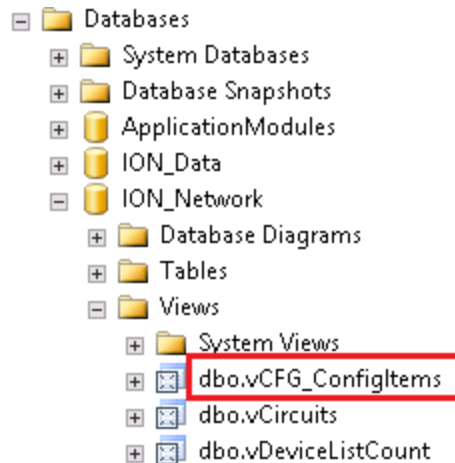 Databases
System Databases
Database Snapshots
ApplicationModules
ION_Data
ION_Network
Database Diagrams
Tables
Views
System Views
dbo.vCFG_ConfigItems
dbo.vCircuits
dbo.vDeviceListCount